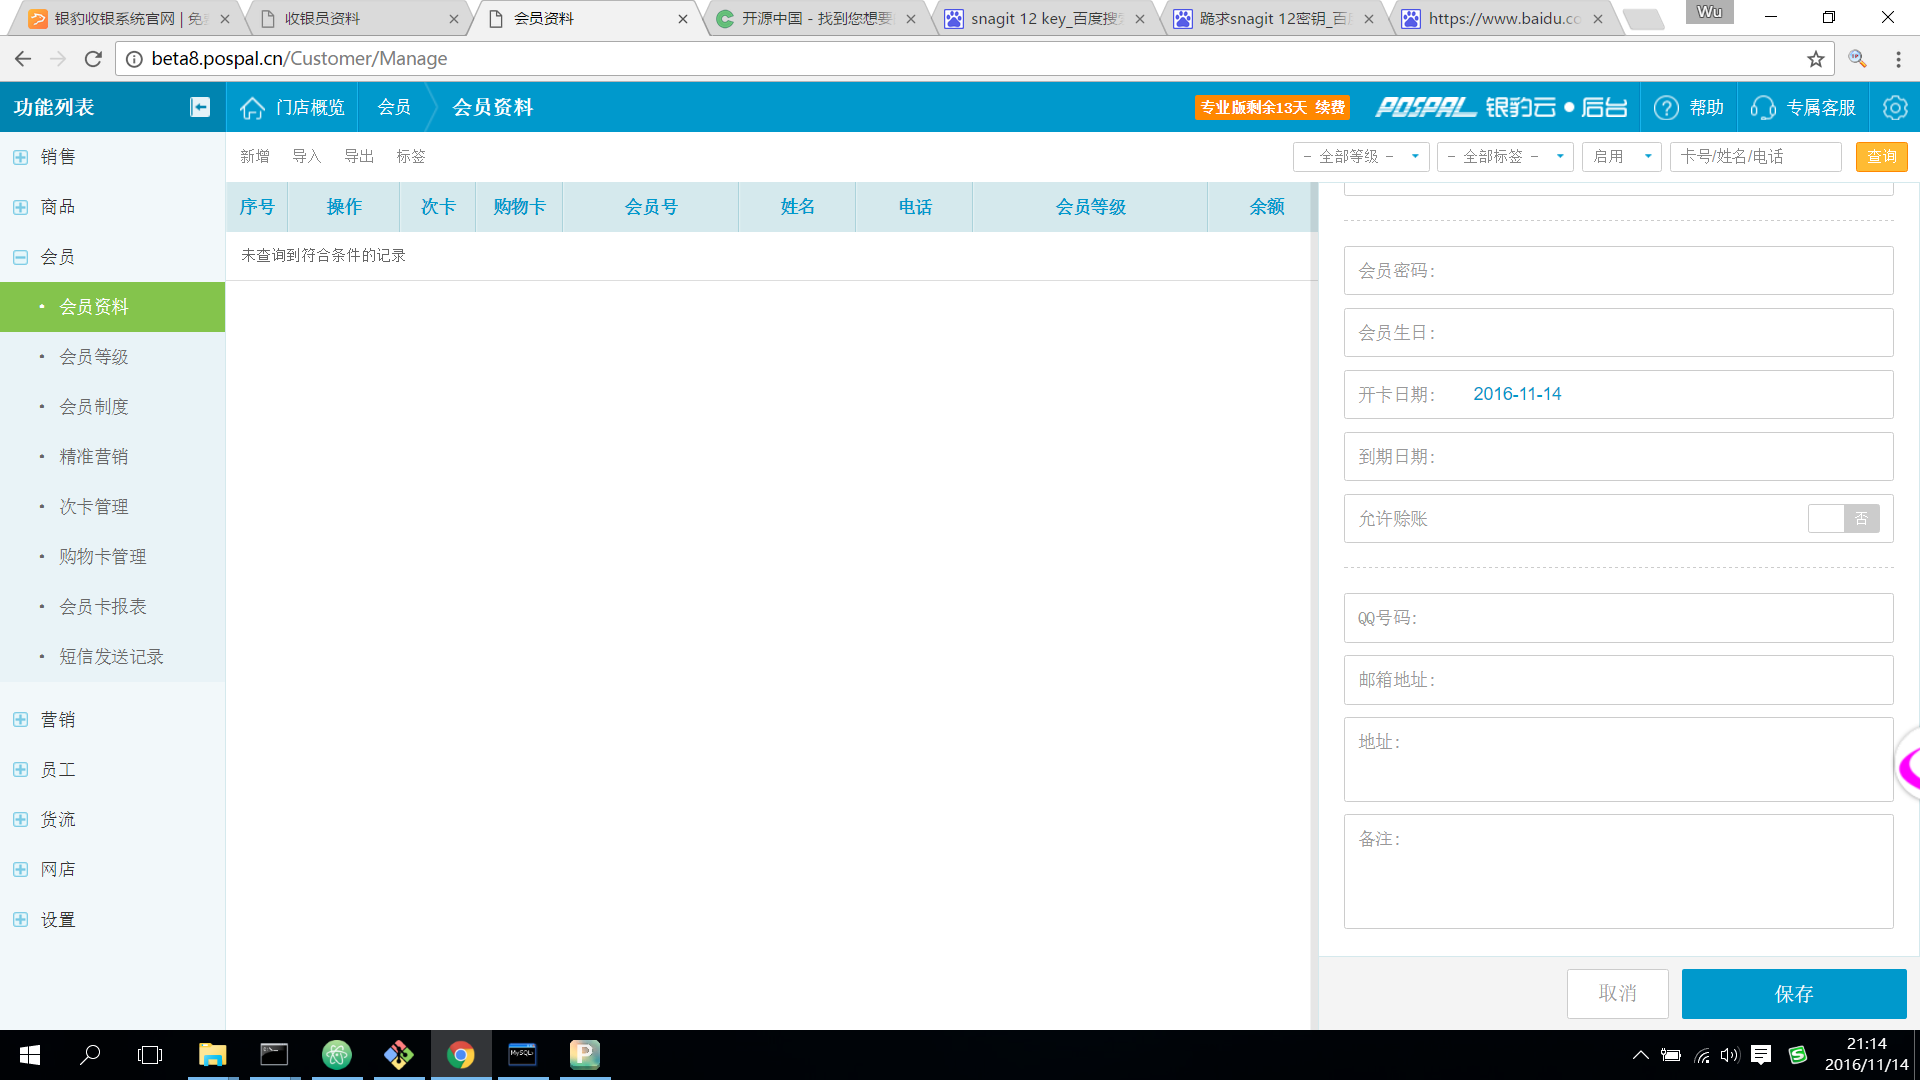 银豹收银系统官网 | 免费
收银员资料
会员资料
开源中国 - 找到您想要
snagit 12 key_百度搜索
跪求snagit 12密钥_百
https://www.baidu.co
Wu
beta8.pospal.cn/Customer/Manage
功能列表
门店概览
会员
会员资料
专业版剩余13天 续费
POSPAL 银豹云●后台
帮助
专属客服
销售
商品
会员
会员资料
会员等级
会员制度
精准营销
次卡管理
购物卡管理
会员卡报表
短信发送记录
营销
员工
货流
网店
设置
新增 导入 导出 标签
- 全部等级 -
- 全部标签 -
启用
卡号/姓名/电话
查询
序号 操作 次卡 购物卡 会员号 姓名 电话 会员等级 余额
未查询到符合条件的记录
会员密码:
会员生日:
开卡日期: 2016-11-14
到期日期:
允许赊账 否
QQ号码:
邮箱地址:
地址:
备注:
取消
保存
MySQL
P
21:14
2016/11/14